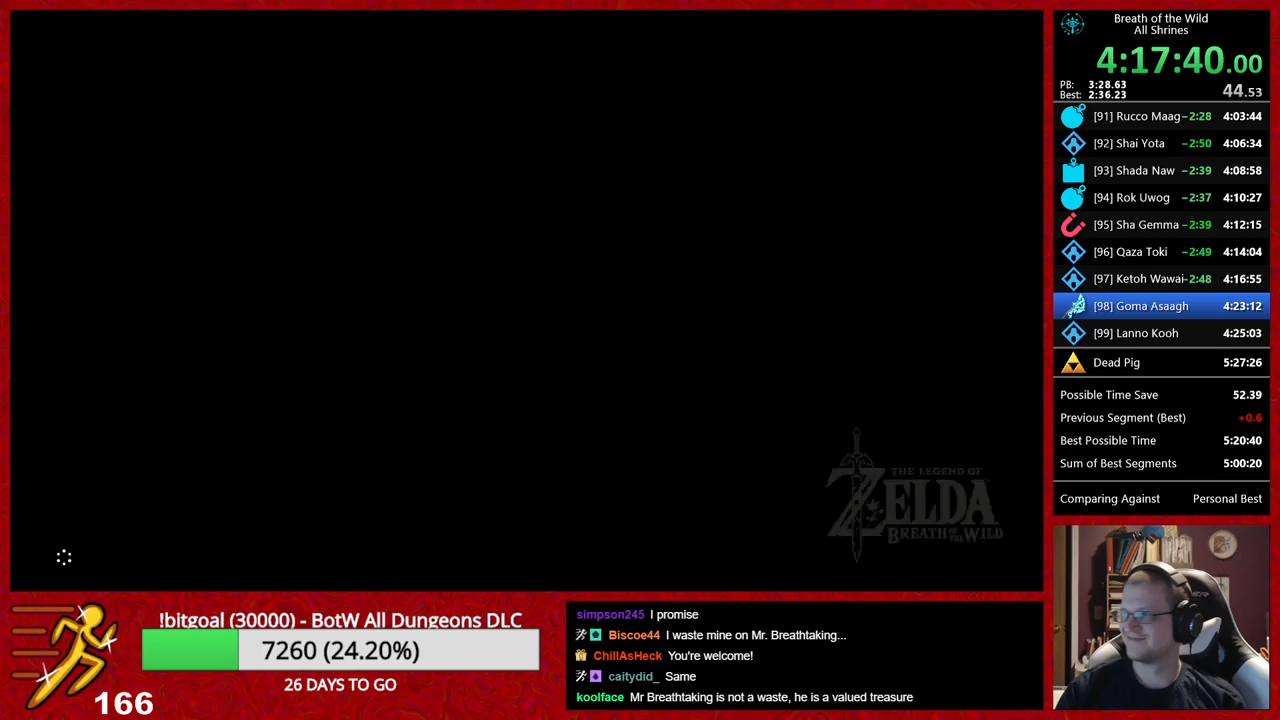 Breath of the Wild
All Shrines
4:17:40.00
PB: 3:28.63
Best: 2:36.23
44.53
[91] Rucco Maag -2:28 4:03:44
[92] Shai Yota -2:50 4:06:34
[93] Shada Naw -2:39 4:08:58
[94] Rok Uwog -2:37 4:10:27
[95] Sha Gemma -2:39 4:12:15
[96] Qaza Toki -2:49 4:14:04
[97] Ketoh Wawai -2:48 4:16:55
[98] Goma Asaagh 4:23:12
[99] Lanno Kooh 4:25:03
Dead Pig 5:27:26
Possible Time Save 52.39
Previous Segment (Best) +0.6
Best Possible Time 5:20:40
Sum of Best Segments 5:00:20
Comparing Against Personal Best
THE LEGEND OF
ZELDA
BREATH OF THE WILD
166
!bitgoal (30000) - BotW All Dungeons DLC
7260 (24.20%)
26 DAYS TO GO
simpson245 I promise
Biscoe44 I waste mine on Mr. Breathtaking...
ChillAsHeck You're welcome!
caitydid_ Same
koolface Mr Breathtaking is not a waste, he is a valued treasure